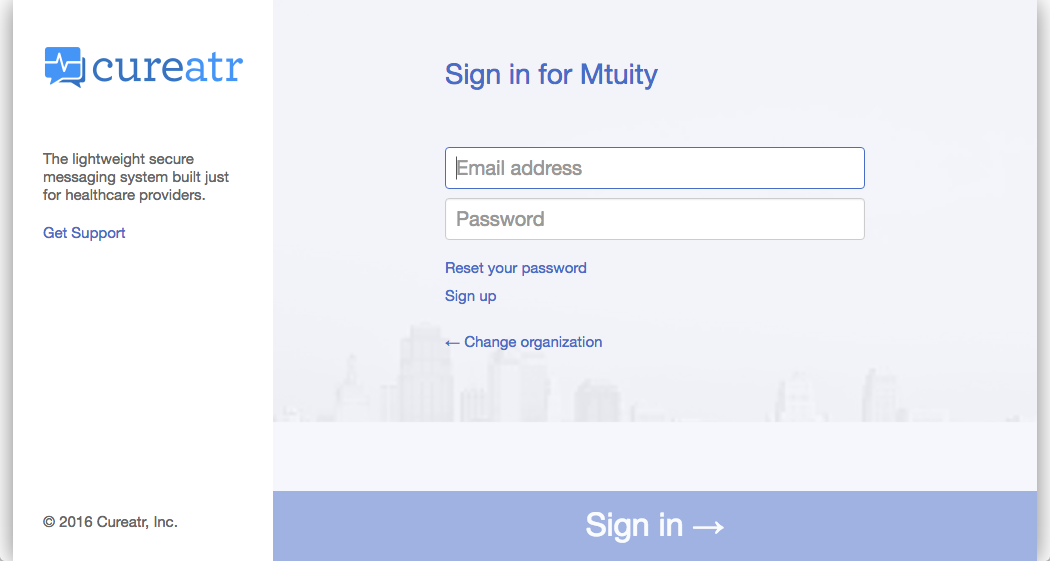 cureatr
The lightweight secure
messaging system built just
for healthcare providers.
Get Support
© 2016 Cureatr, Inc.
Sign in for Mtuity
Email address
Password
Reset your password
Sign up
← Change organization
Sign in →